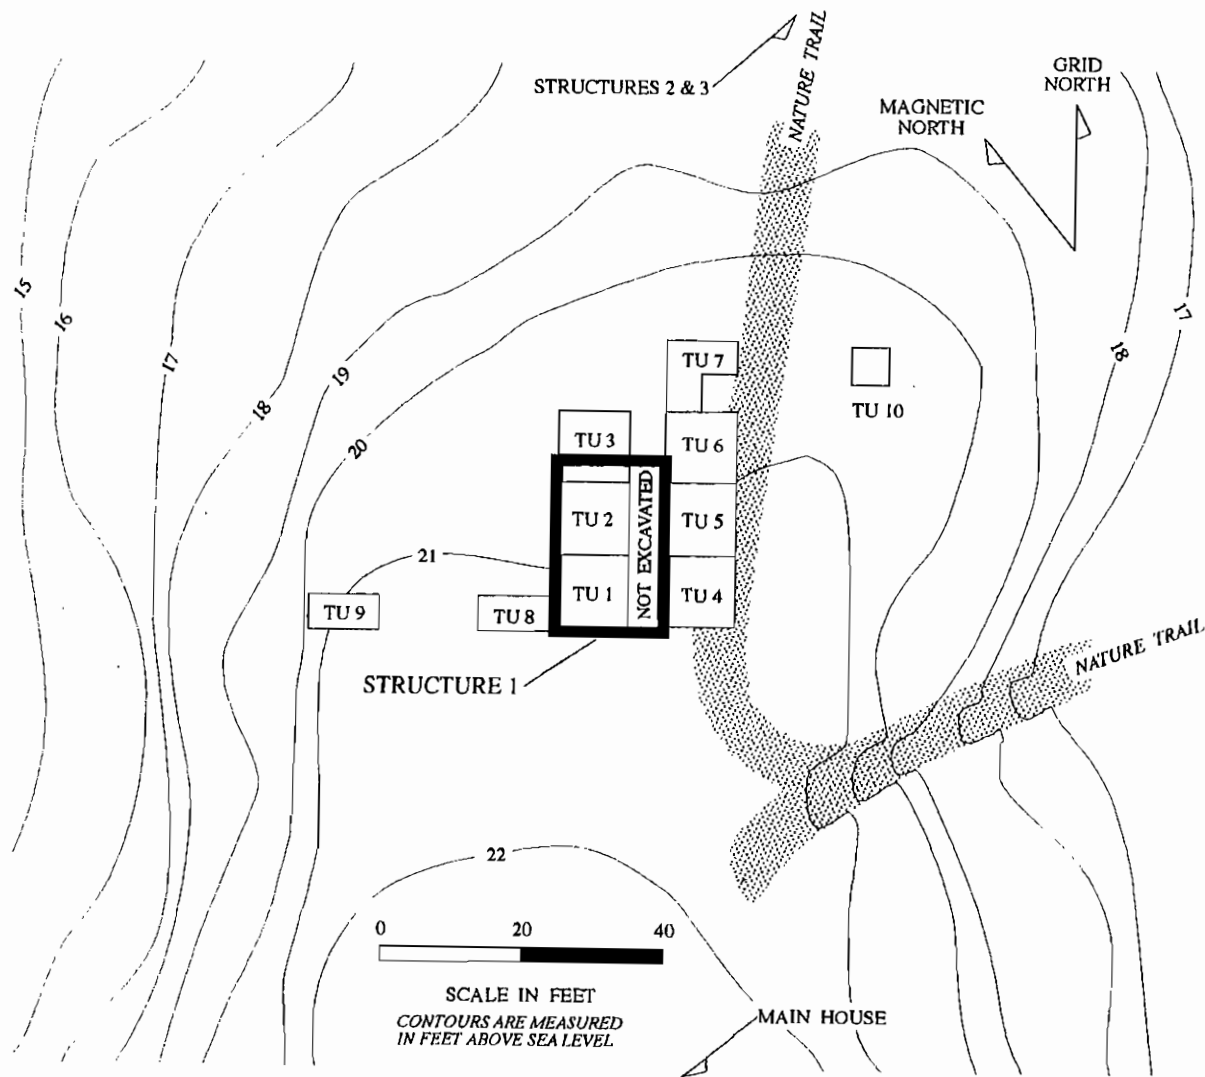 NATURE TRAIL
STRUCTURES 2 & 3
GRID
NORTH
MAGNETIC
NORTH
15
16
17
18
19
20
17
18
TU 7
TU 10
TU 3
TU 6
NOT EXCAVATED
TU 2
TU 5
21
TU 1
TU 4
TU 9
TU 8
NATURE TRAIL
STRUCTURE 1
22
0 20 40
SCALE IN FEET
CONTOURS ARE MEASURED
IN FEET ABOVE SEA LEVEL
MAIN HOUSE